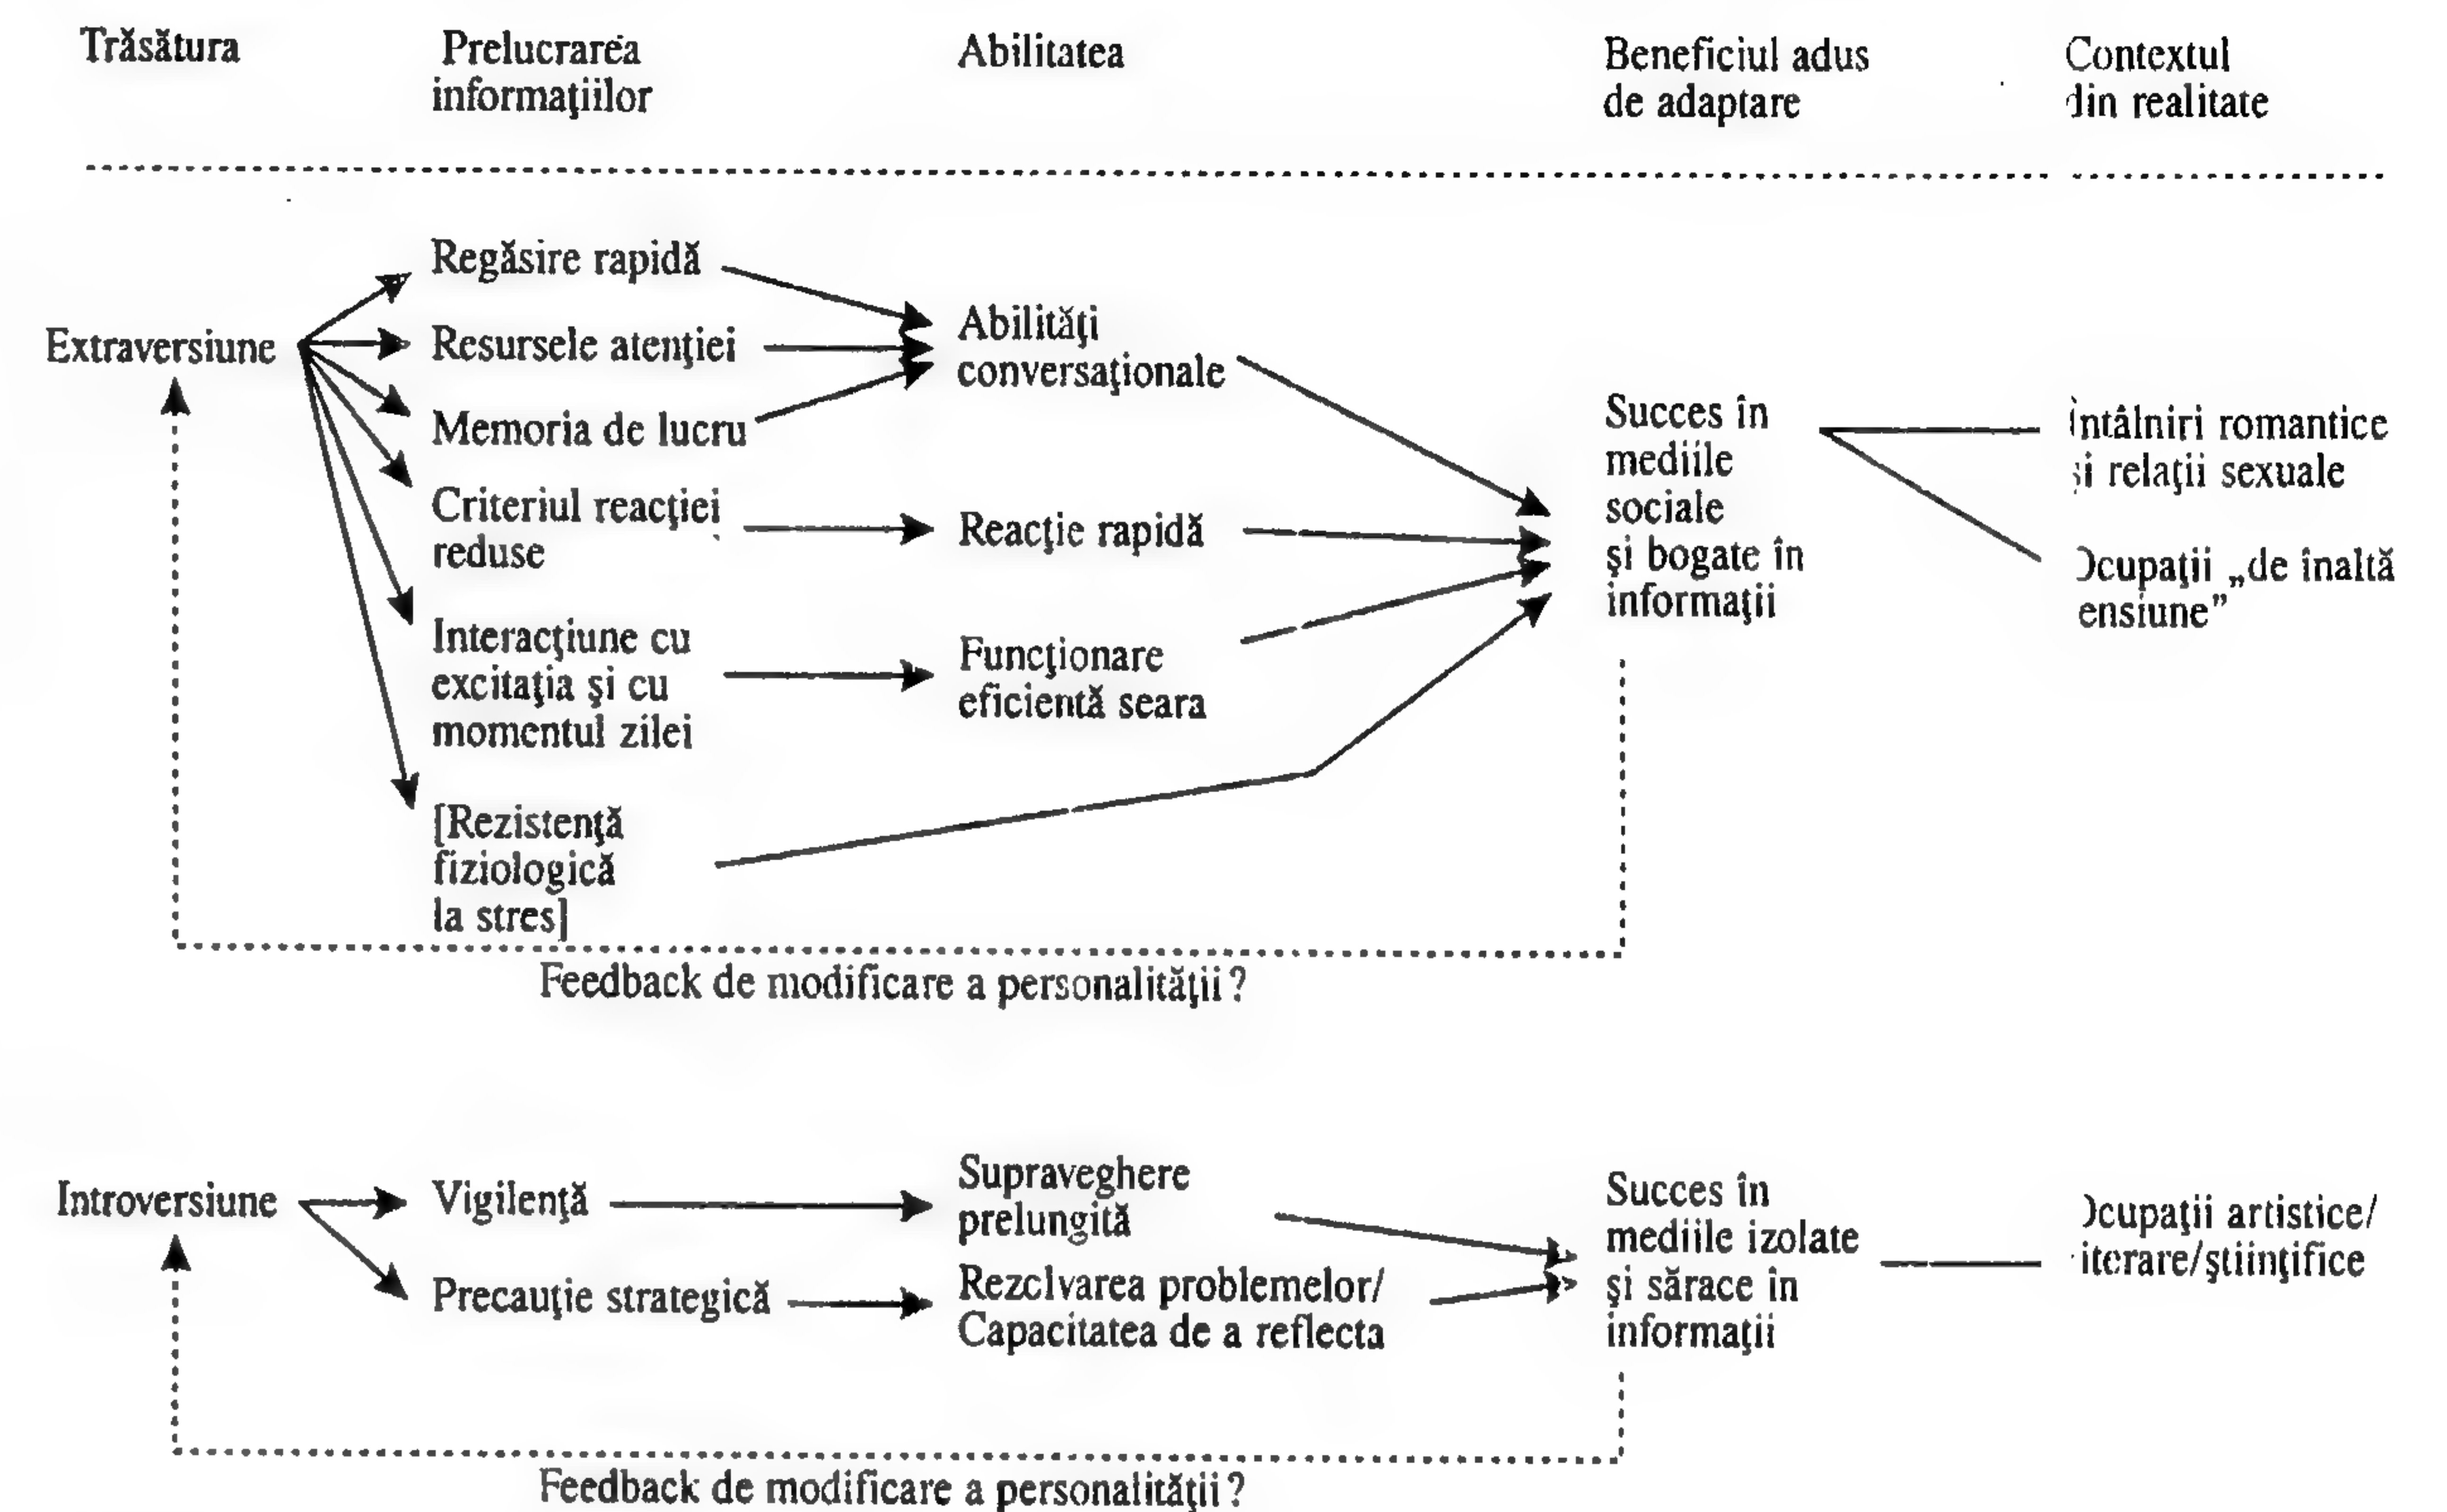 Trăsătura
Prelucrarea
informaţiilor
Abilitatea
Beneficiul adus
de adaptare
Contextul
din realitate
Extraversiune
Regăsire rapidă
Resursele atenţiei
Memoria de lucru
Criteriul reacţiei
reduse
Interacţiune cu
excitaţia şi cu
momentul zilei
[Rezistenţă
fiziologică
la stres]
Abilităţi
conversaţionale
Reacţie rapidă
Funcţionare
eficientă seara
Succes în
mediile
sociale
şi bogate în
informaţii
Întâlniri romantice
şi relaţii sexuale
Ocupaţii „de înaltă
ensiune”
Feedback de modificare a personalităţii?
Introversiune
Vigilenţă
Precauţie strategică
Supraveghere
prelungită
Rezolvarea problemelor/
Capacitatea de a reflecta
Succes în
mediile izolate
şi sărace în
informaţii
Ocupaţii artistice/
iterare/ştiinţifice
Feedback de modificare a personalităţii?